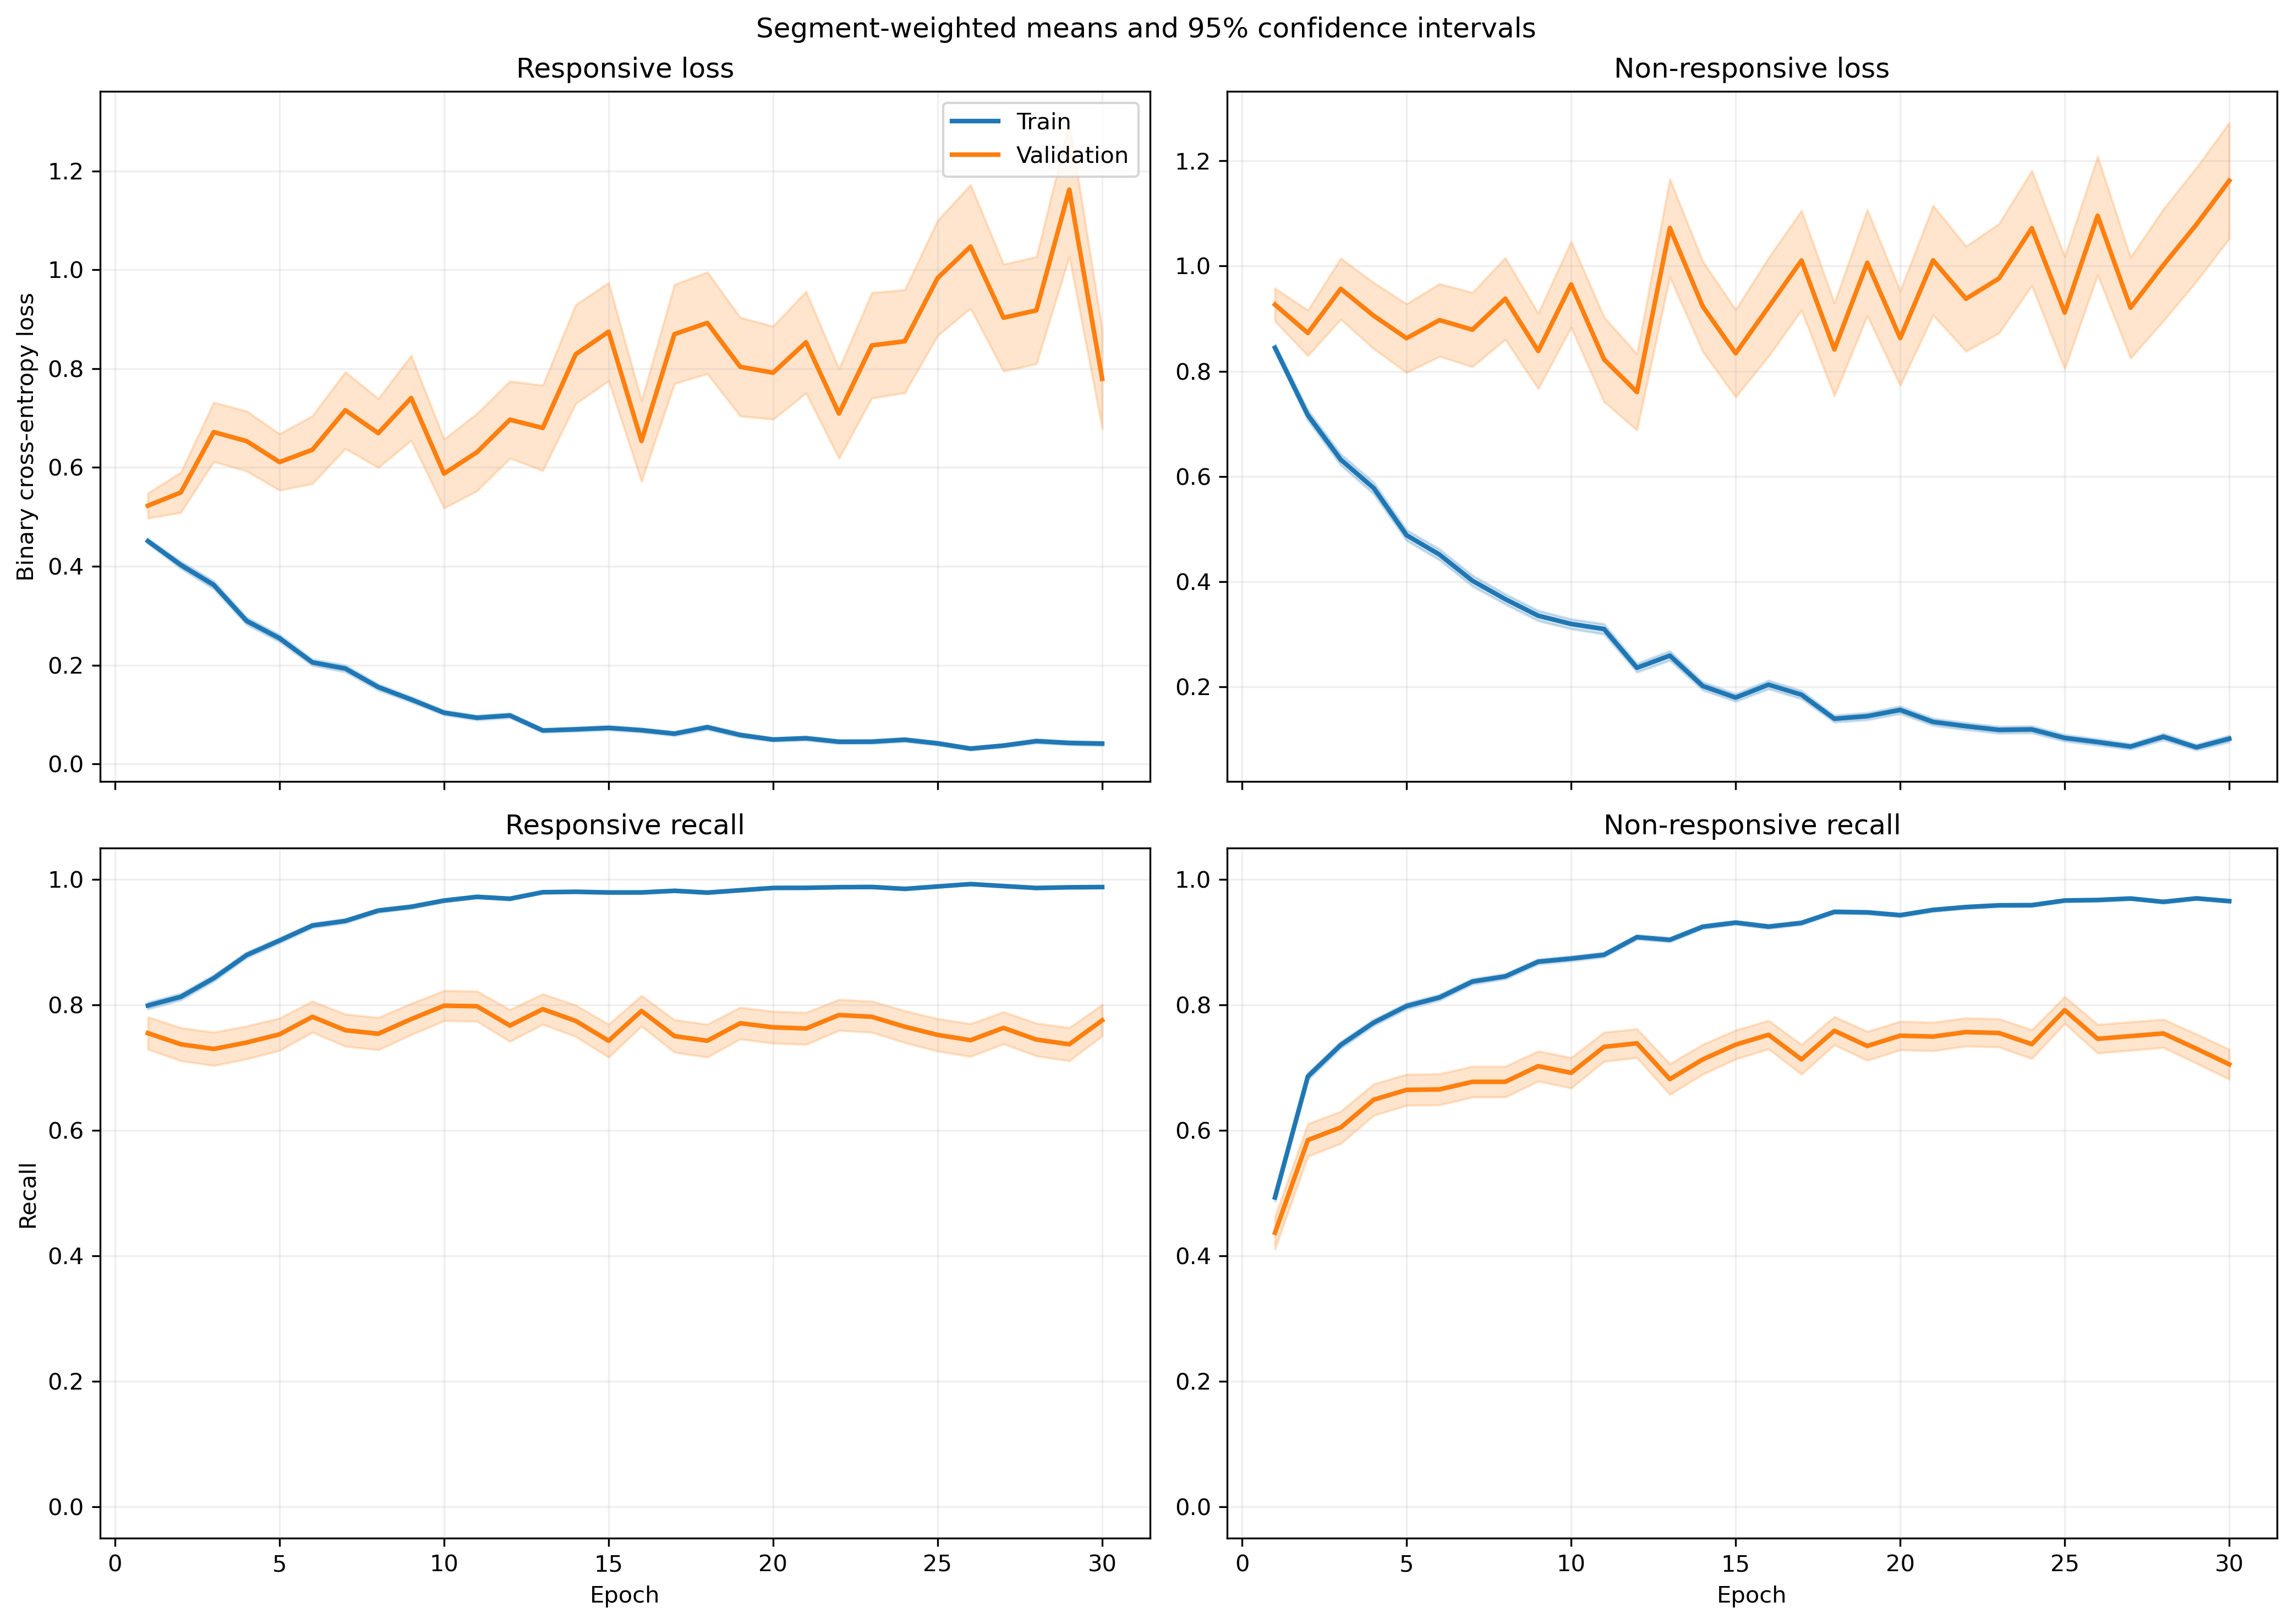 Segment-weighted means and 95% confidence intervals
Responsive loss
Non-responsive loss
Train
Validation
Binary cross-entropy loss
1.2
1.0
0.8
0.6
0.4
0.2
0.0
1.2
1.0
0.8
0.6
0.4
0.2
Responsive recall
Non-responsive recall
Recall
1.0
0.8
0.6
0.4
0.2
0.0
1.0
0.8
0.6
0.4
0.2
0.0
0 5 10 15 20 25 30
0 5 10 15 20 25 30
Epoch
Epoch